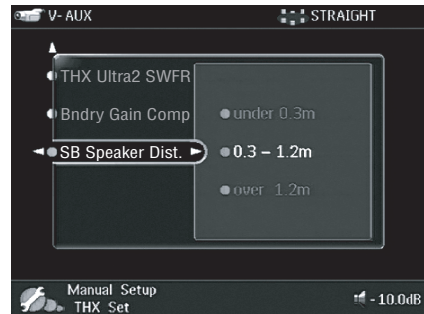 V-AUX STRAIGHT
THX Ultra2 SWFR
Bndry Gain Comp
SB Speaker Dist.
under 0.3m
0.3 – 1.2m
over 1.2m
Manual Setup
THX Set
-10.0dB